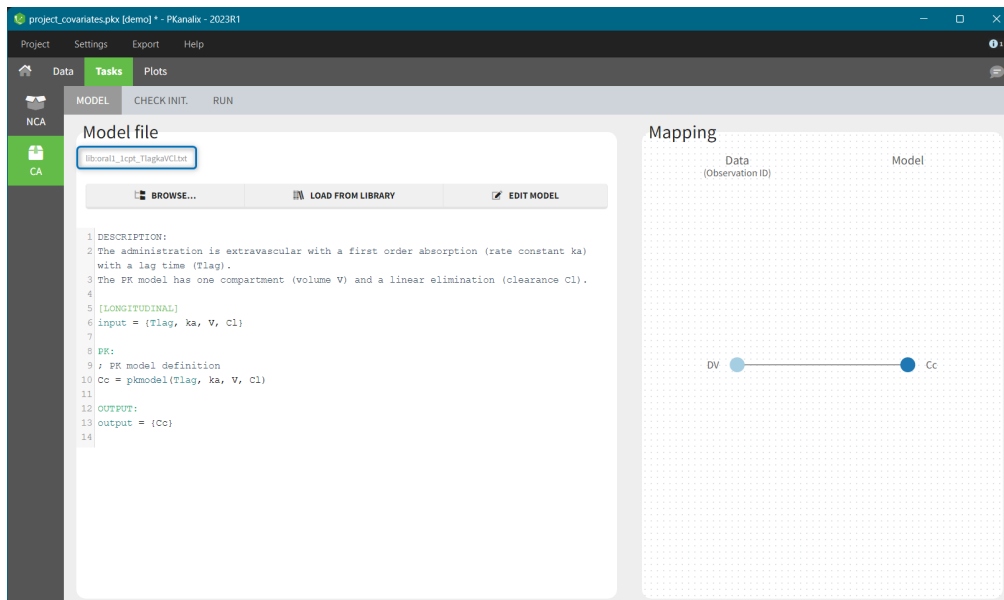 project_covariates.pkx [demo] * - PKanalix - 2023R1
Project Settings Export Help
1
Data Tasks Plots
NCA
CA
MODEL CHECK INIT. RUN
Model file
lib:oral1_1cpt_TlagkaVCl.txt
BROWSE... LOAD FROM LIBRARY EDIT MODEL
1 DESCRIPTION:
2 The administration is extravascular with a first order absorption (rate constant ka)
with a lag time (Tlag).
3 The PK model has one compartment (volume V) and a linear elimination (clearance Cl).
4
5 [LONGITUDINAL]
6 input = {Tlag, ka, V, Cl}
7
8 PK:
9 ; PK model definition
10 Cc = pkmodel(Tlag, ka, V, Cl)
11
12 OUTPUT:
13 output = {Cc}
14
Mapping
Data Model
(Observation ID)
DV Cc